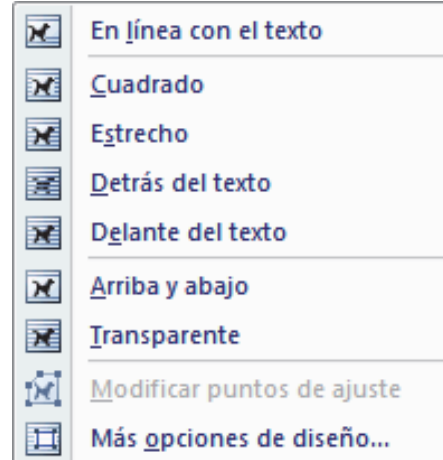 En línea con el texto
Cuadrado
Estrecho
Detrás del texto
Delante del texto
Arriba y abajo
Transparente
Modificar puntos de ajuste
Más opciones de diseño...